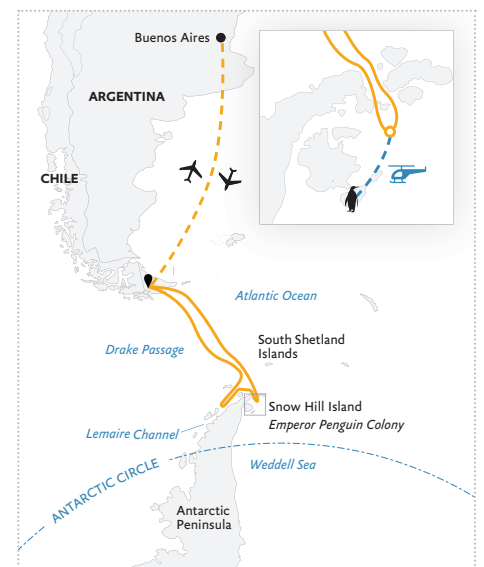 Buenos Aires
ARGENTINA
CHILE
Atlantic Ocean
Drake Passage
South Shetland
Islands
Snow Hill Island
Emperor Penguin Colony
Lemaire Channel
Weddell Sea
ANTARCTIC CIRCLE
Antarctic
Peninsula